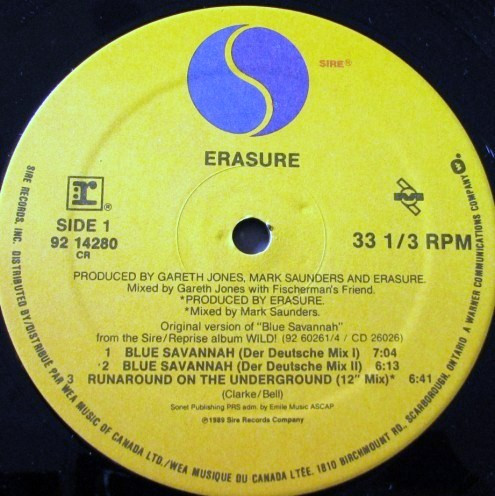 SIRE®
ERASURE
r
®
SIDE 1
92 14280
CR
33 1/3 RPM
PRODUCED BY GARETH JONES, MARK SAUNDERS AND ERASURE.
Mixed by Gareth Jones with Fischerman's Friend.
*PRODUCED BY ERASURE.
*Mixed by Mark Saunders.
Original version of "Blue Savannah"
from the Sire/Reprise album WILD! (92 60261/4 / CD 26026)
1 BLUE SAVANNAH (Der Deutsche Mix I) 7:04
2 BLUE SAVANNAH (Der Deutsche Mix II) 6:13
3 RUNAROUND ON THE UNDERGROUND (12" Mix)* 6:41
(Clarke/Bell)
Sonet Publishing PRS adm. by Emile Music ASCAP
℗1989 Sire Records Company
SIRE RECORDS, INC. DISTRIBUTED BY/DISTRIBUÉ PAR WEA MUSIC OF CANADA LTD./WEA MUSIQUE DU CANADA LTÉE. 1810 BIRCHMOUNT RD., SCARBOROUGH, ONTARIO A WARNER COMMUNICATIONS COMPANY